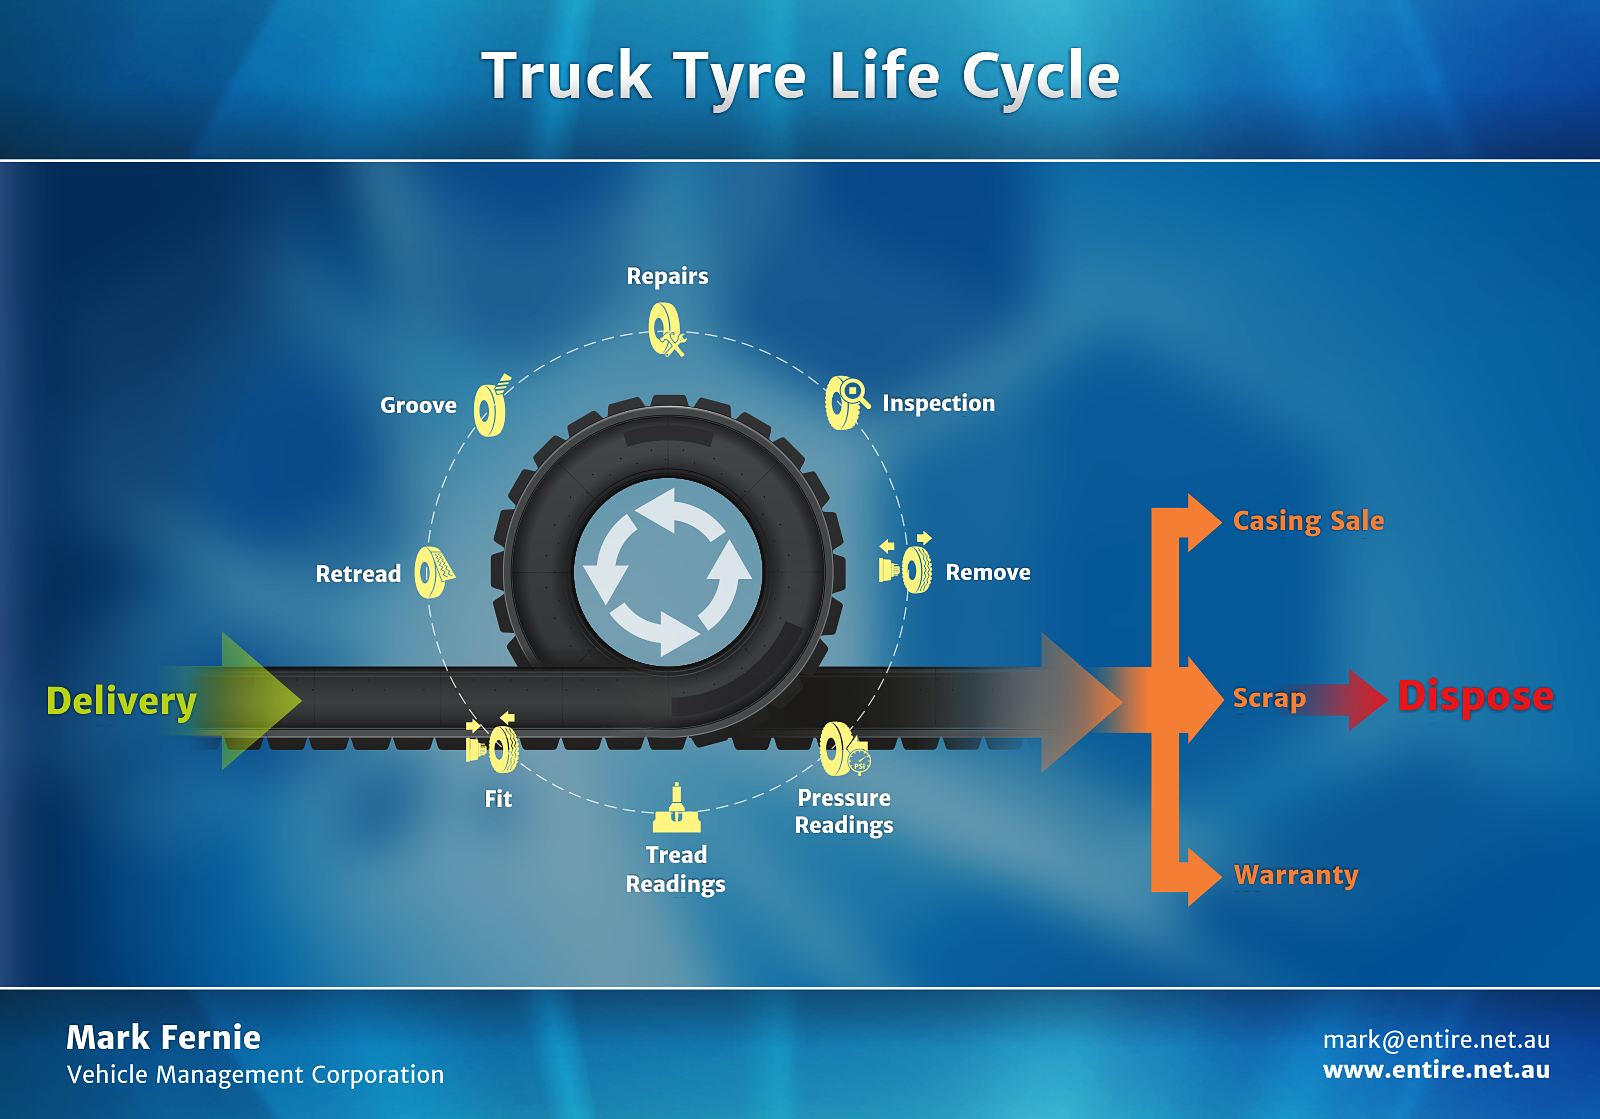 Truck Tyre Life Cycle
Repairs
Groove
Inspection
Retread
Remove
Casing Sale
Delivery
Scrap
Dispose
Fit
PSI
Pressure
Readings
Tread
Readings
Warranty
Mark Fernie
Vehicle Management Corporation
mark@entire.net.au
www.entire.net.au